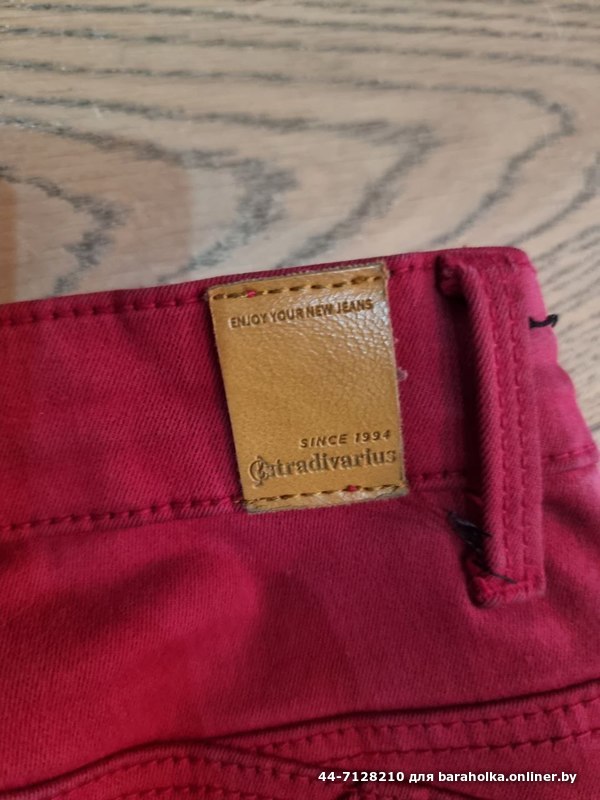 ENJOY YOUR NEW JEANS
SINCE 1994
Stradivarius
44-7128210 для baraholka.onliner.by